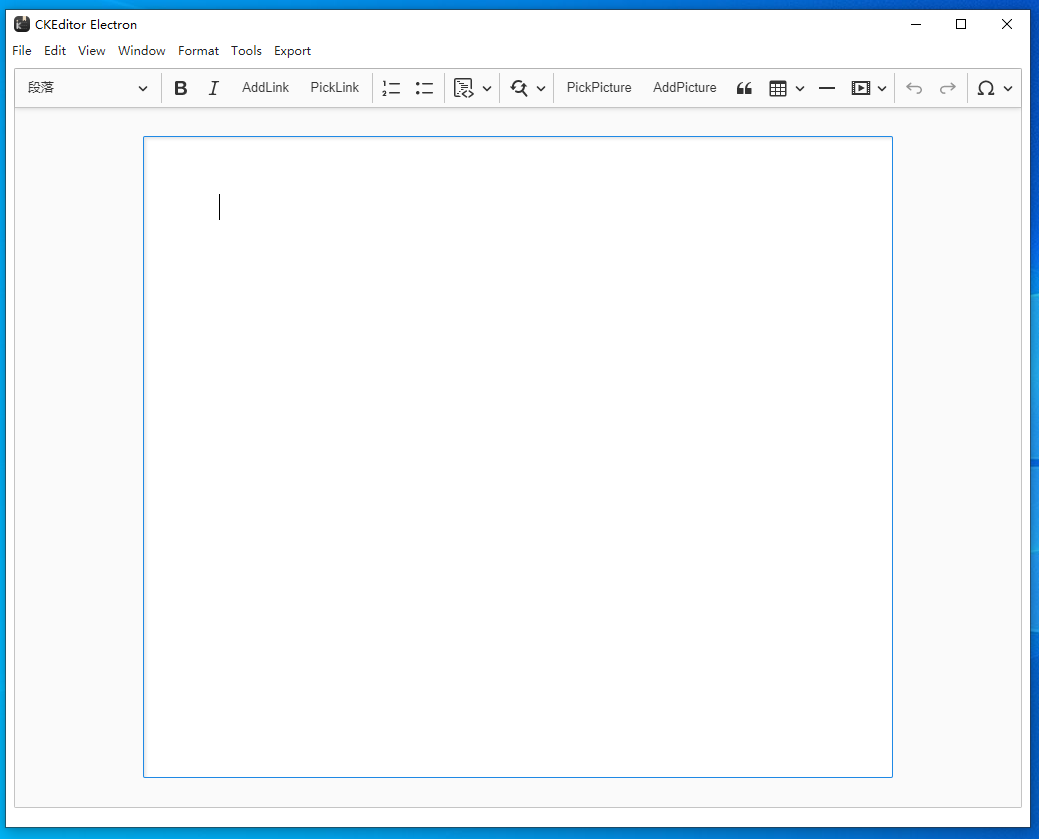 CKEditor Electron
File Edit View Window Format Tools Export
段落 B I AddLink PickLink PickPicture AddPicture Ω